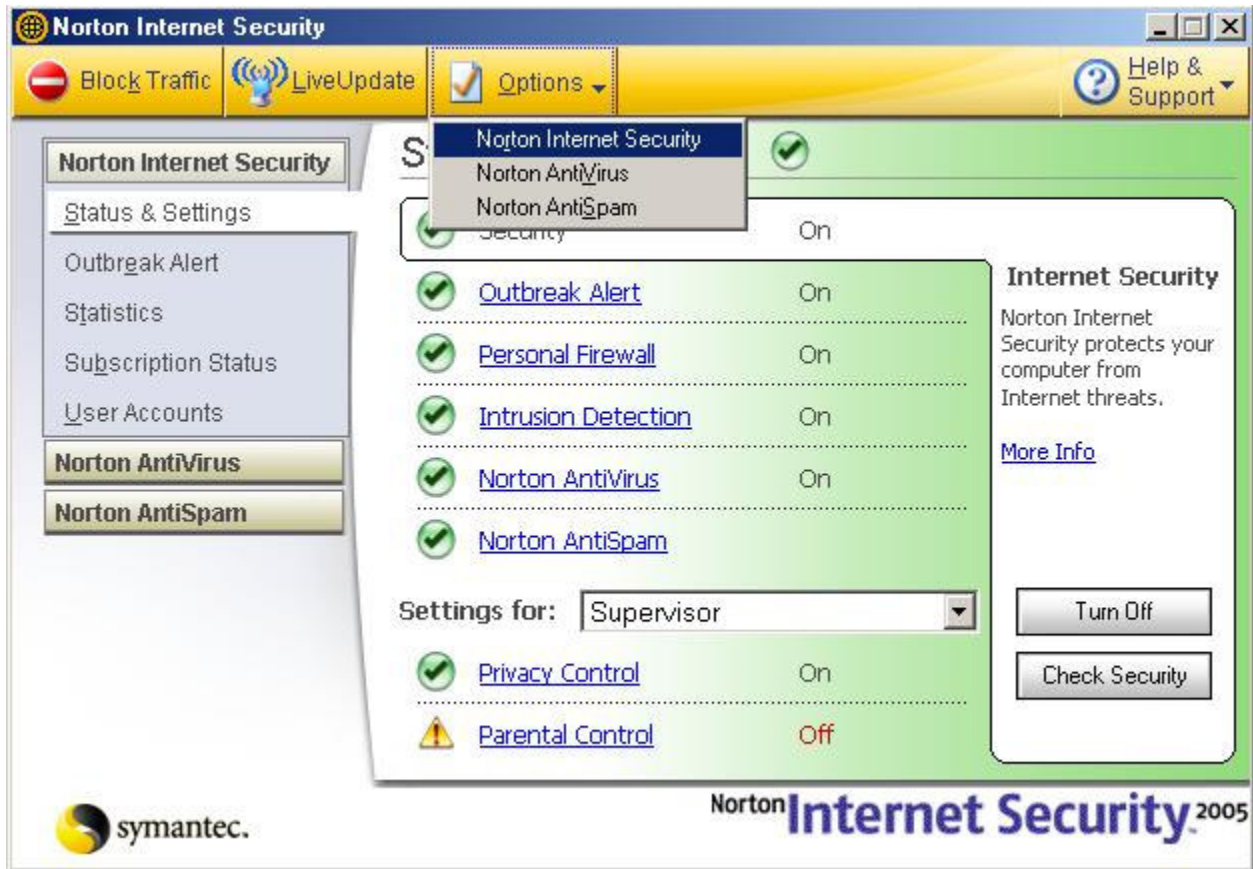 Norton Internet Security
Block Traffic
LiveUpdate
Options
Help &
Support
Norton Internet Security
Norton AntiVirus
Norton AntiSpam
Norton Internet Security
Status & Settings
Outbreak Alert
Statistics
Subscription Status
User Accounts
Norton AntiVirus
Norton AntiSpam
Security On
Outbreak Alert On
Personal Firewall On
Intrusion Detection On
Norton AntiVirus On
Norton AntiSpam
Settings for: Supervisor
Privacy Control On
Parental Control Off
Internet Security
Norton Internet
Security protects your
computer from
Internet threats.
More Info
Turn Off
Check Security
symantec.
Norton Internet Security 2005